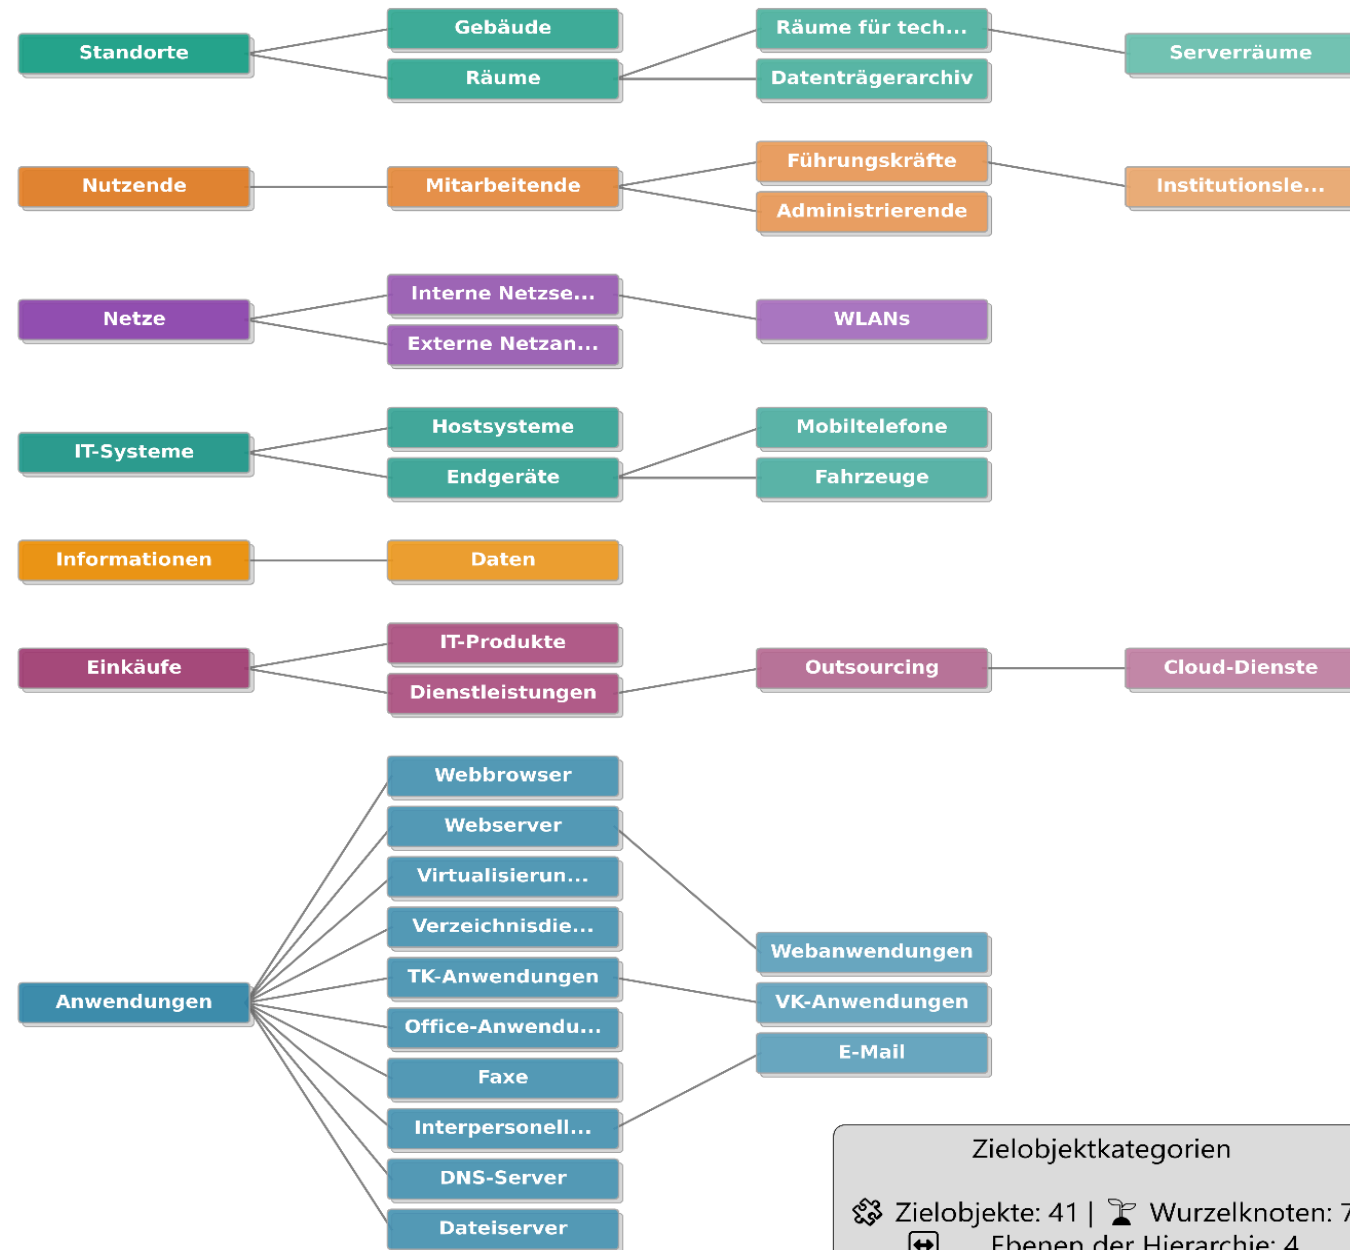 Standorte
Gebäude
Räume
Räume für tech...
Datenträgerarchiv
Serverräume
Nutzende
Mitarbeitende
Führungskräfte
Administrierende
Institutionsle...
Netze
Interne Netzse...
Externe Netzan...
WLANs
IT-Systeme
Hostsysteme
Endgeräte
Mobiltelefone
Fahrzeuge
Informationen
Daten
Einkäufe
IT-Produkte
Dienstleistungen
Outsourcing
Cloud-Dienste
Anwendungen
Webbrowser
Webserver
Virtualisierun...
Verzeichnisdie...
TK-Anwendungen
Office-Anwendu...
Faxe
Interpersonell...
DNS-Server
Dateiserver
Webanwendungen
VK-Anwendungen
E-Mail
Zielobjektkategorien
Zielobjekte: 41 | Wurzelknoten: 7
Ebenen der Hierarchie: 4